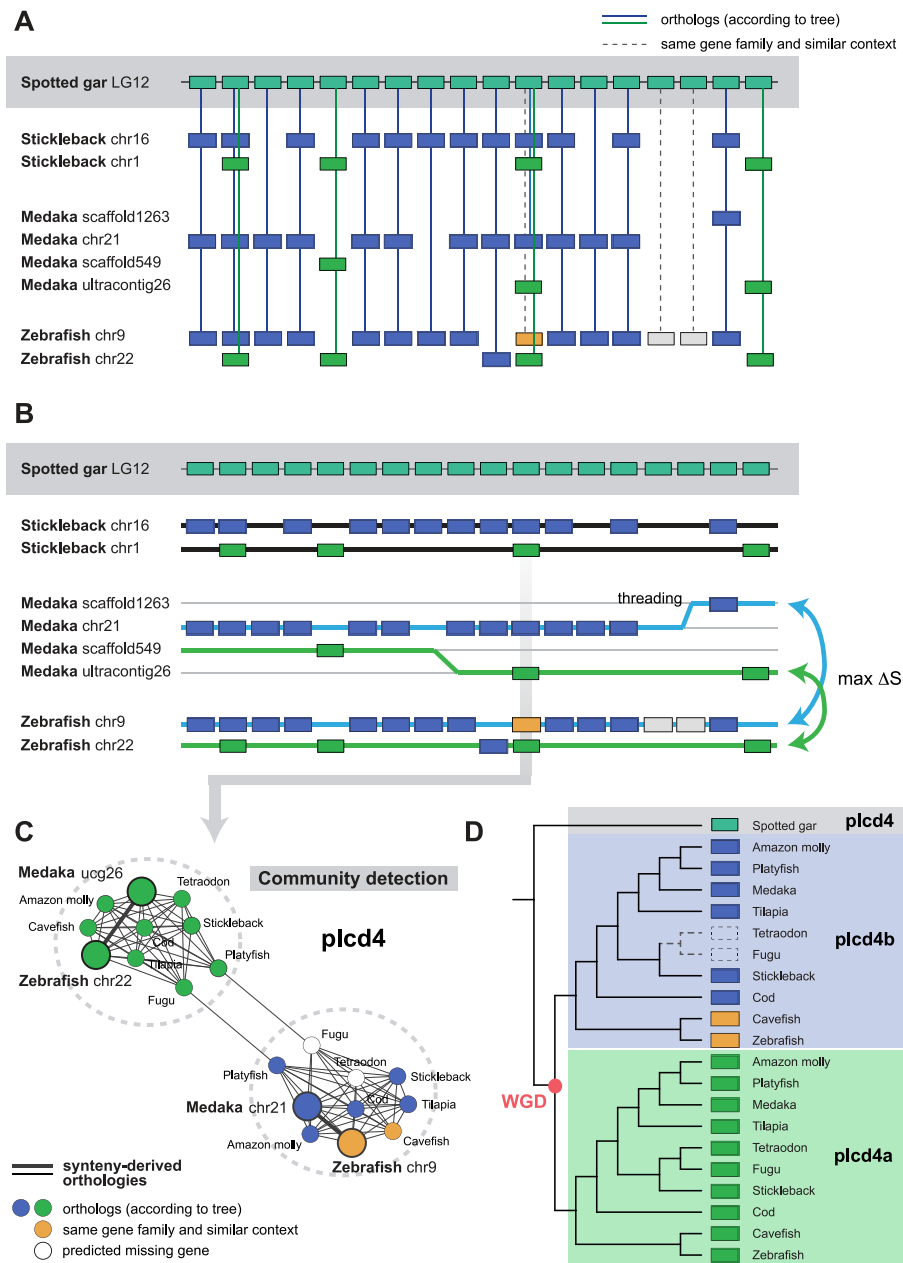 A
orthologs (according to tree)
same gene family and similar context
Spotted gar LG12
Stickleback chr16
Stickleback chr1
Medaka scaffold1263
Medaka chr21
Medaka scaffold549
Medaka ultracontig26
Zebrafish chr9
Zebrafish chr22
B
Spotted gar LG12
Stickleback chr16
Stickleback chr1
Medaka scaffold1263
threading
Medaka chr21
Medaka scaffold549
Medaka ultracontig26
max ΔS
Zebrafish chr9
Zebrafish chr22
C
Community detection
plcd4
Medaka ucg26
Tetraodon
Amazon molly
Cavefish
Stickleback
Cod
Tilapia
Platyfish
Zebrafish chr22
Fugu
Fugu
Tetraodon
Platyfish
Stickleback
Medaka chr21
Cod
Tilapia
Amazon molly
Cavefish
Zebrafish chr9
synteny-derived
orthologies
orthologs (according to tree)
same gene family and similar context
predicted missing gene
D
plcd4
Spotted gar
Amazon molly
Platyfish
Medaka
Tilapia
Tetraodon
plcd4b
Fugu
Stickleback
Cod
Cavefish
Zebrafish
WGD
Amazon molly
Platyfish
Medaka
Tilapia
Tetraodon
plcd4a
Fugu
Stickleback
Cod
Cavefish
Zebrafish